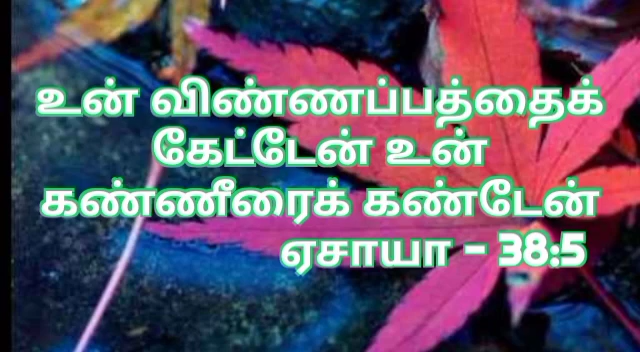 உன் விண்ணப்பத்தைக்
கேட்டேன் உன்
கண்ணீரைக் கண்டேன்
ஏசாயா - 38:5